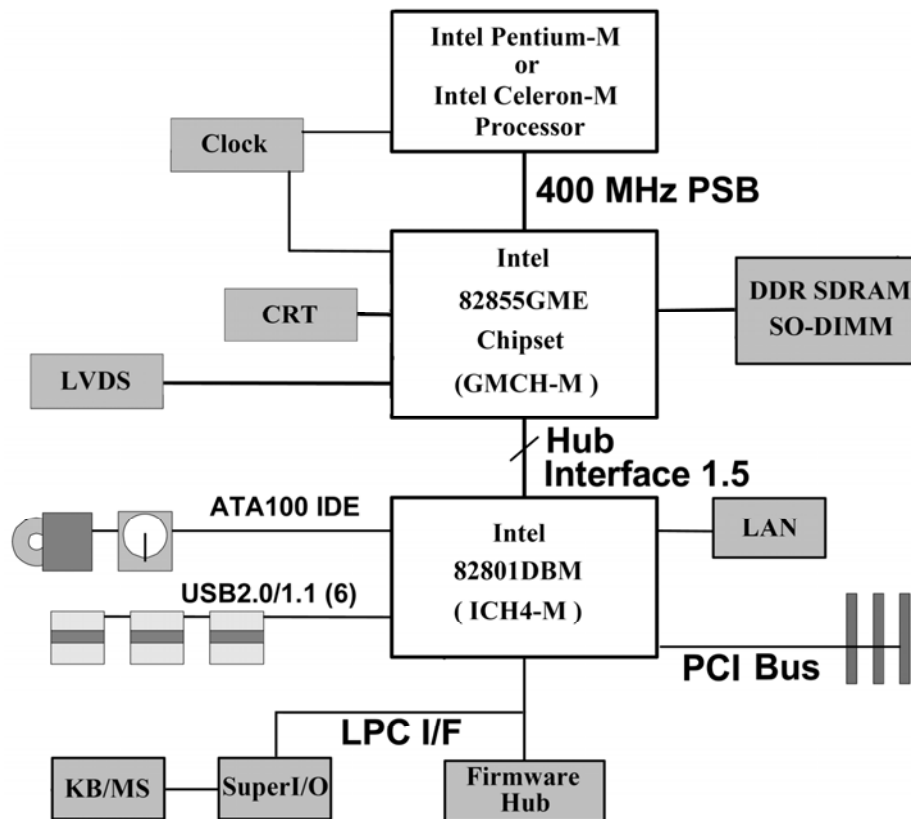 Intel Pentium-M
or
Intel Celeron-M
Processor
Clock
400 MHz PSB
Intel
82855GME
Chipset
(GMCH-M )
CRT
LVDS
DDR SDRAM
SO-DIMM
Hub
Interface 1.5
ATA100 IDE
Intel
82801DBM
( ICH4-M )
LAN
USB2.0/1.1 (6)
PCI Bus
LPC I/F
KB/MS
SuperI/O
Firmware
Hub